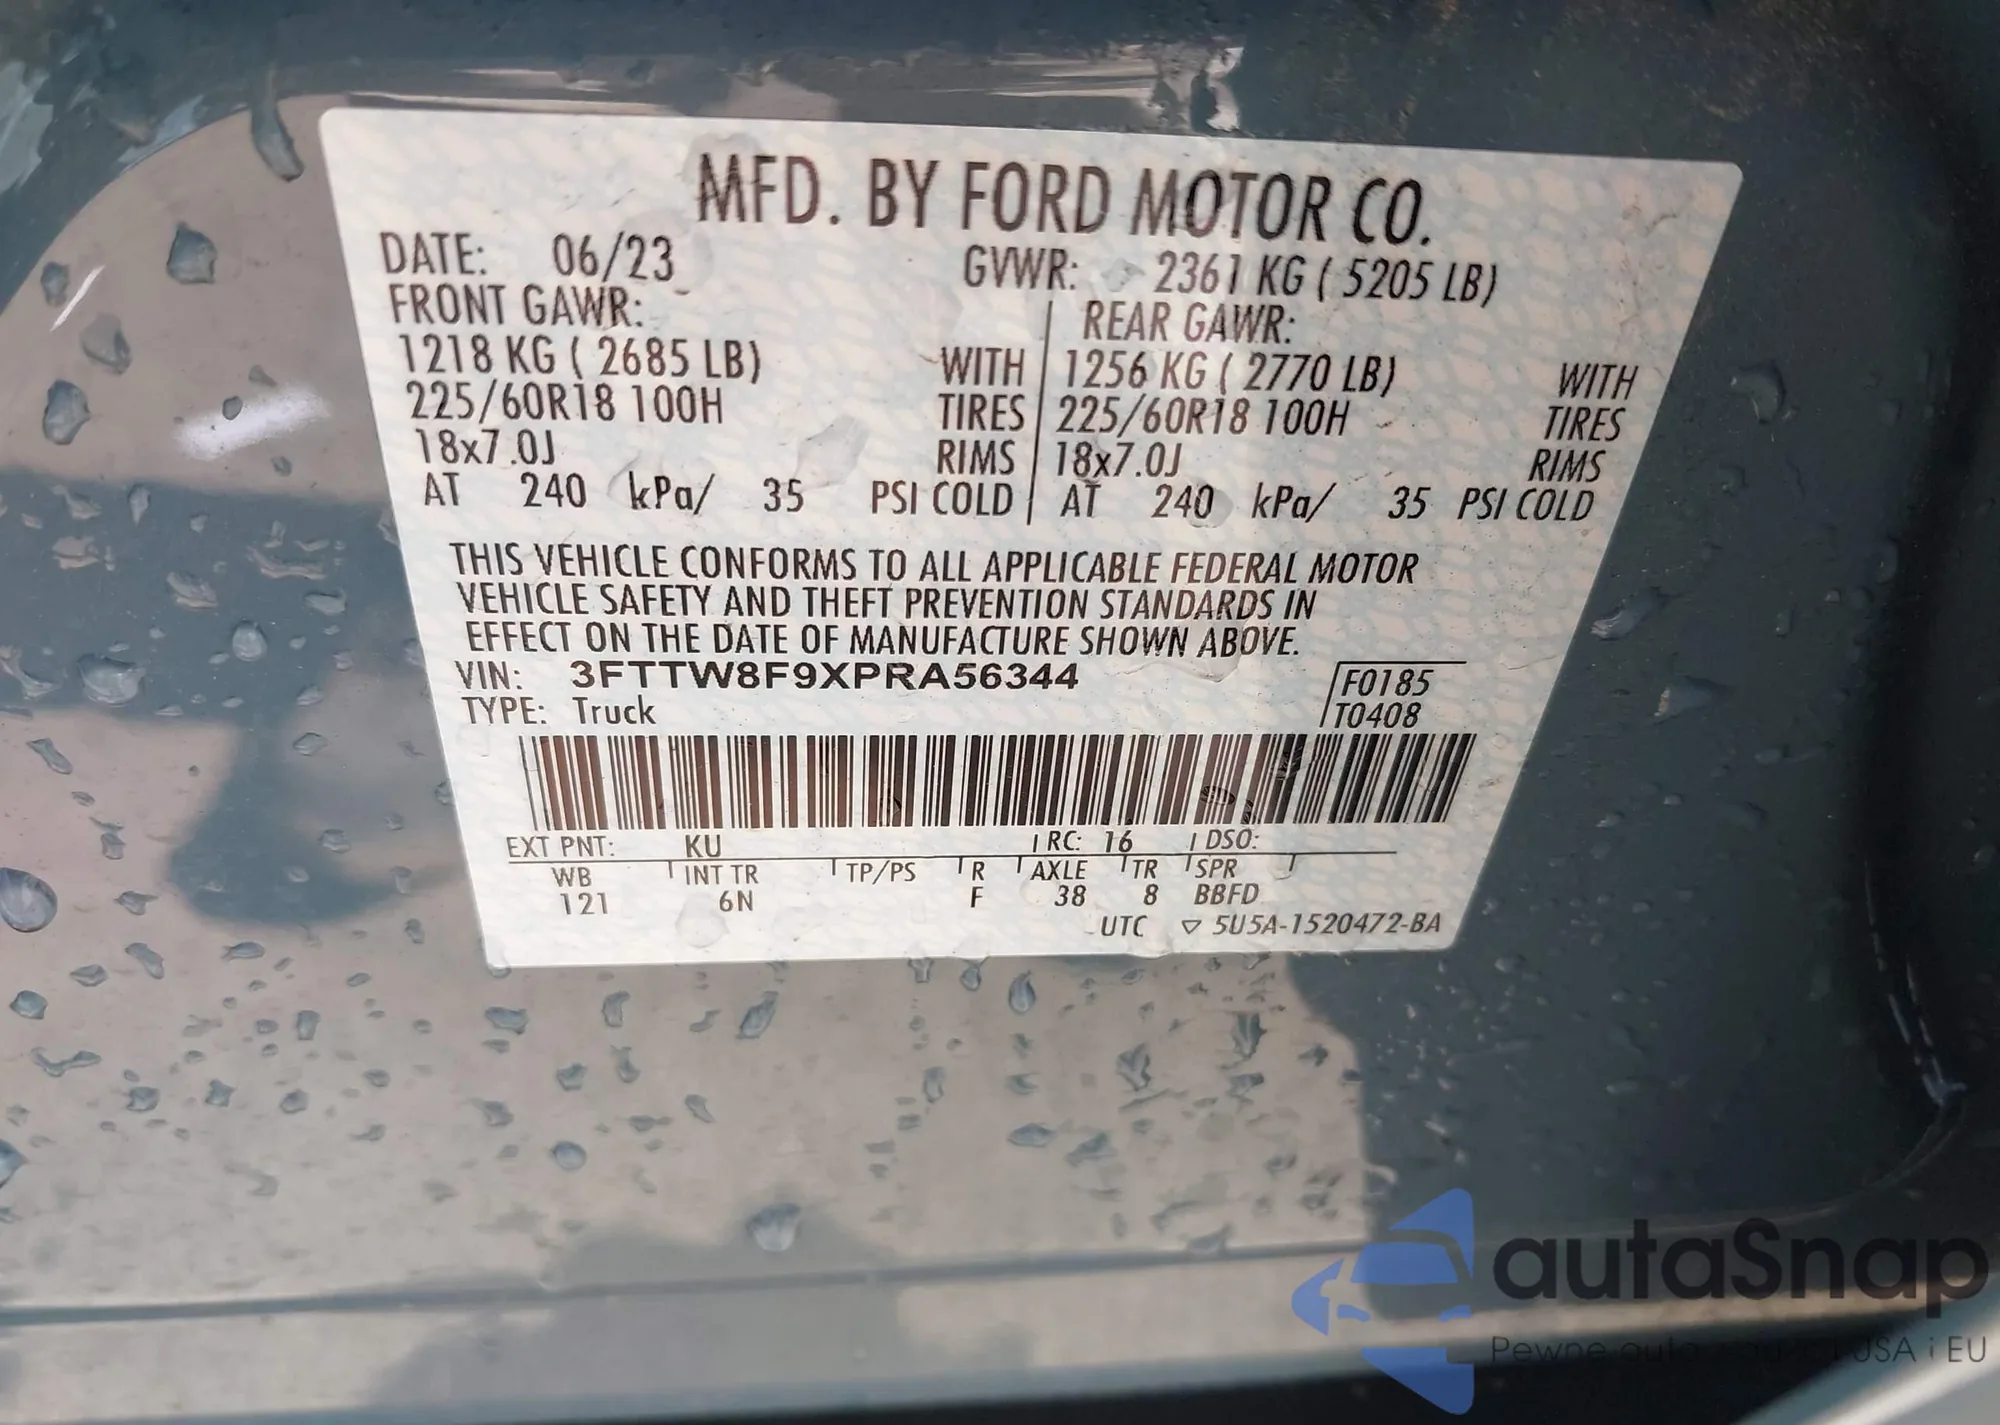 MFD. BY FORD MOTOR CO.
DATE: 06/23 GVWR: 2361 KG ( 5205 LB)
FRONT GAWR: REAR GAWR:
1218 KG ( 2685 LB) WITH 1256 KG ( 2770 LB) WITH
225/60R18 100H TIRES 225/60R18 100H TIRES
18x7.0J RIMS 18x7.0J RIMS
AT 240 kPa/ 35 PSI COLD AT 240 kPa/ 35 PSI COLD
THIS VEHICLE CONFORMS TO ALL APPLICABLE FEDERAL MOTOR
VEHICLE SAFETY AND THEFT PREVENTION STANDARDS IN
EFFECT ON THE DATE OF MANUFACTURE SHOWN ABOVE.
VIN: 3FTTW8F9XPRA56344 F0185
TYPE: Truck T0408
EXT PNT: KU RC: 16 DSO:
WB INT TR TP/PS R AXLE TR SPR
121 6N F 38 8 BBFD
UTC ▽ 5U5A-1520472-BA
autaSnap
Pewne auta z USA i EU